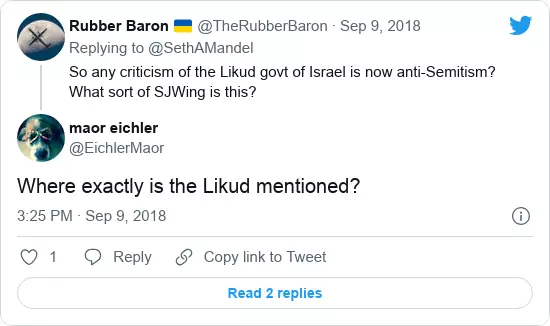 Rubber Baron 🇺🇦 @TheRubberBaron · Sep 9, 2018
Replying to @SethAMandel
So any criticism of the Likud govt of Israel is now anti-Semitism?
What sort of SJWing is this?
maor eichler
@EichlerMaor
Where exactly is the Likud mentioned?
3:25 PM · Sep 9, 2018
1 Reply Copy link to Tweet
Read 2 replies